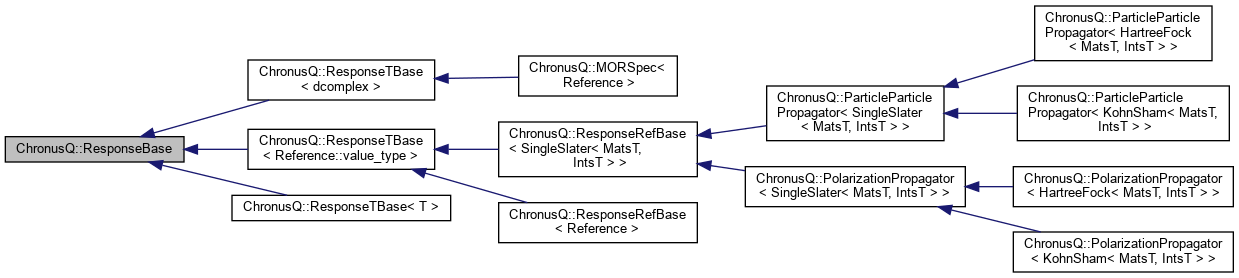 ChronusQ::ResponseBase
ChronusQ::ResponseTBase
< dcomplex >
ChronusQ::ResponseTBase
< Reference::value_type >
ChronusQ::ResponseTBase< T >
ChronusQ::MORSpec<
Reference >
ChronusQ::ResponseRefBase
< SingleSlater< MatsT,
IntsT > >
ChronusQ::ResponseRefBase
< Reference >
ChronusQ::ParticleParticle
Propagator< SingleSlater
< MatsT, IntsT > >
ChronusQ::PolarizationPropagator
< SingleSlater< MatsT, IntsT > >
ChronusQ::ParticleParticle
Propagator< HartreeFock
< MatsT, IntsT > >
ChronusQ::ParticleParticle
Propagator< KohnSham< MatsT,
IntsT > >
ChronusQ::PolarizationPropagator
< HartreeFock< MatsT, IntsT > >
ChronusQ::PolarizationPropagator
< KohnSham< MatsT, IntsT > >